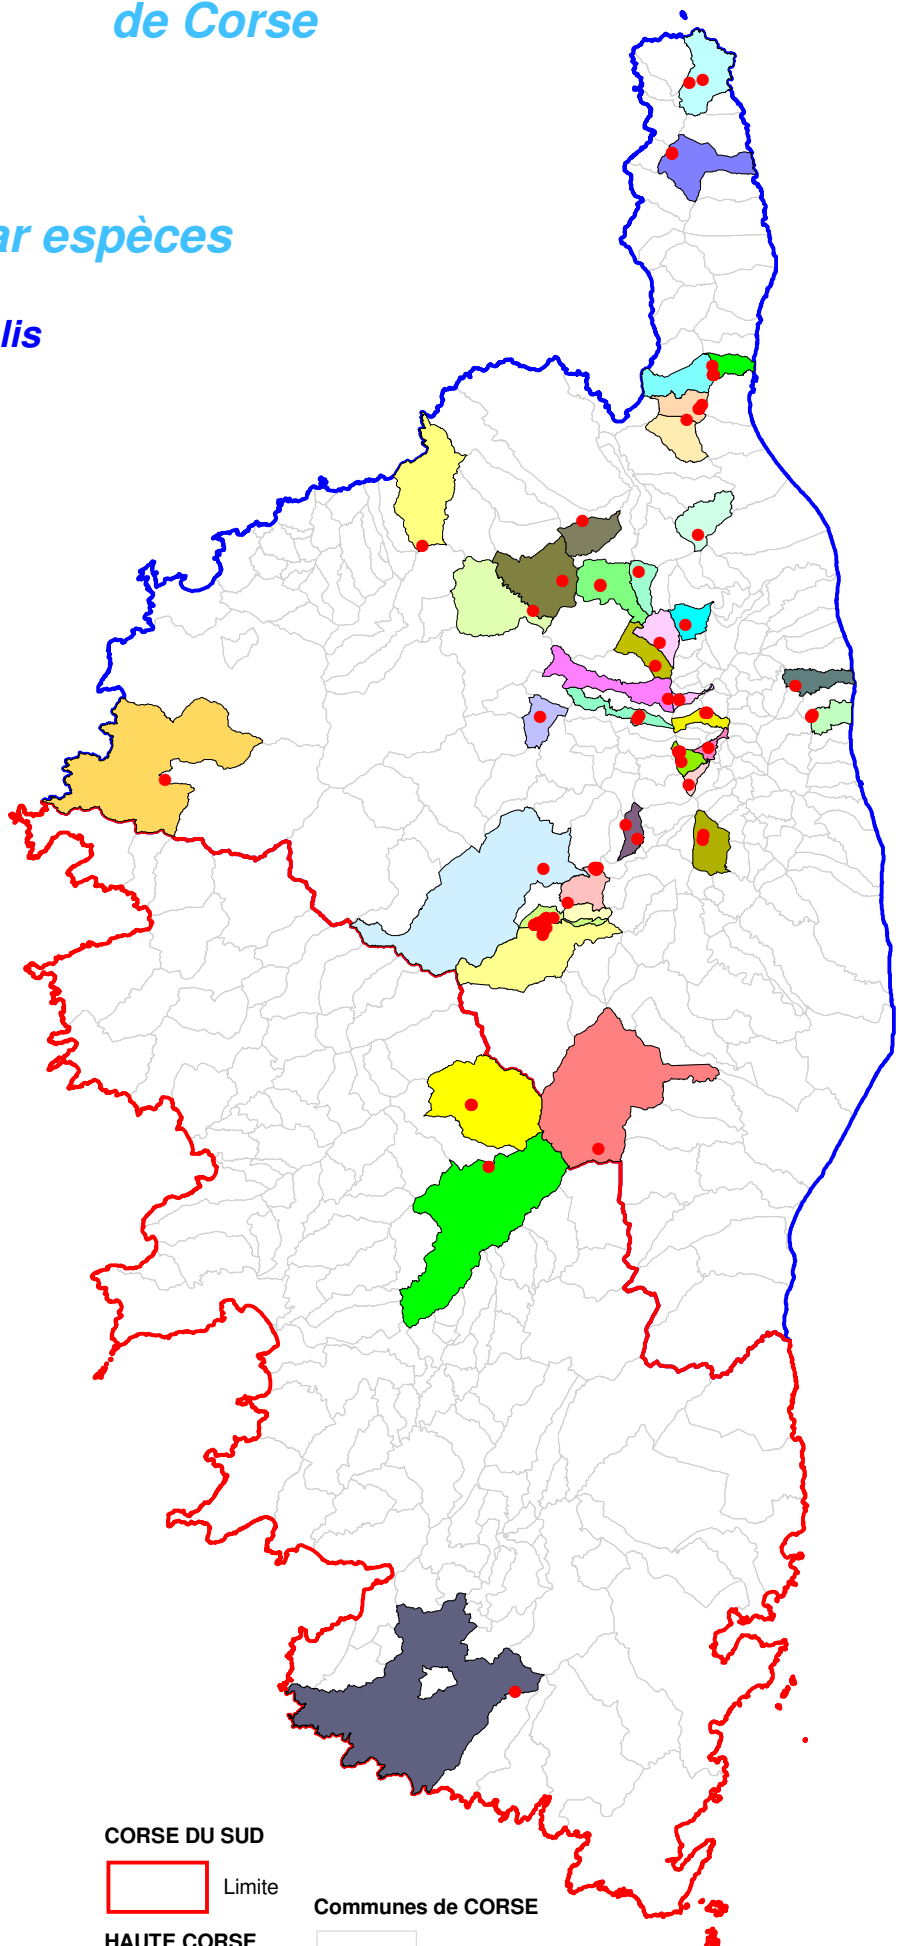 de Corse
ar espèces
lis
CORSE DU SUD
Limite
Communes de CORSE
HAUTE CORSE